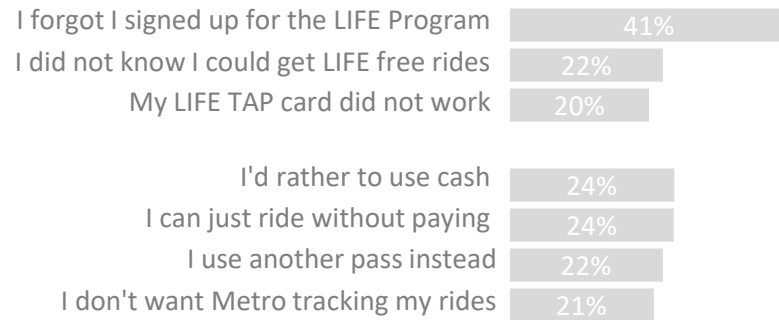 I forgot I signed up for the LIFE Program 41%
I did not know I could get LIFE free rides 22%
My LIFE TAP card did not work 20%
I'd rather to use cash 24%
I can just ride without paying 24%
I use another pass instead 22%
I don't want Metro tracking my rides 21%